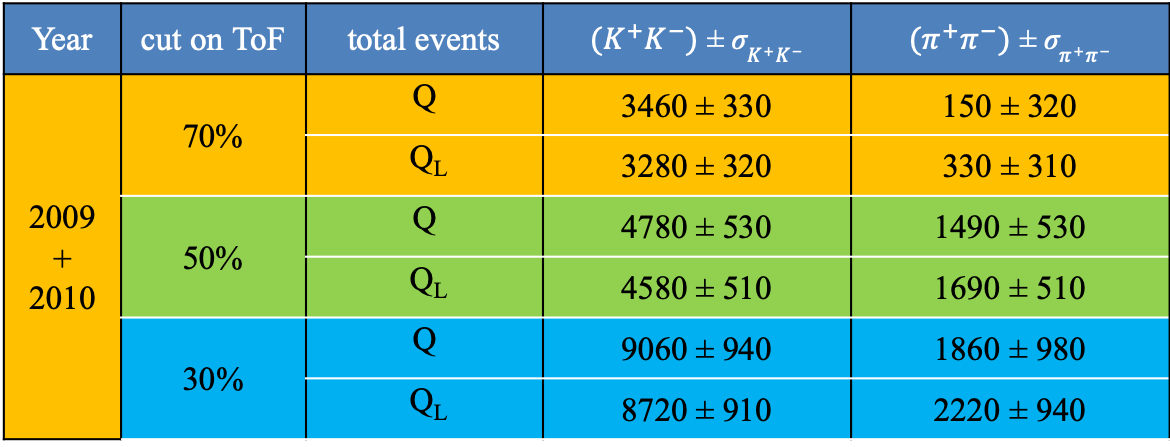 Year cut on ToF total events (K⁺K⁻) ± σ_K⁺K⁻ (π⁺π⁻) ± σ_π⁺π⁻
2009
+
2010
70%
Q 3460 ± 330 150 ± 320
Q_L 3280 ± 320 330 ± 310
50%
Q 4780 ± 530 1490 ± 530
Q_L 4580 ± 510 1690 ± 510
30%
Q 9060 ± 940 1860 ± 980
Q_L 8720 ± 910 2220 ± 940